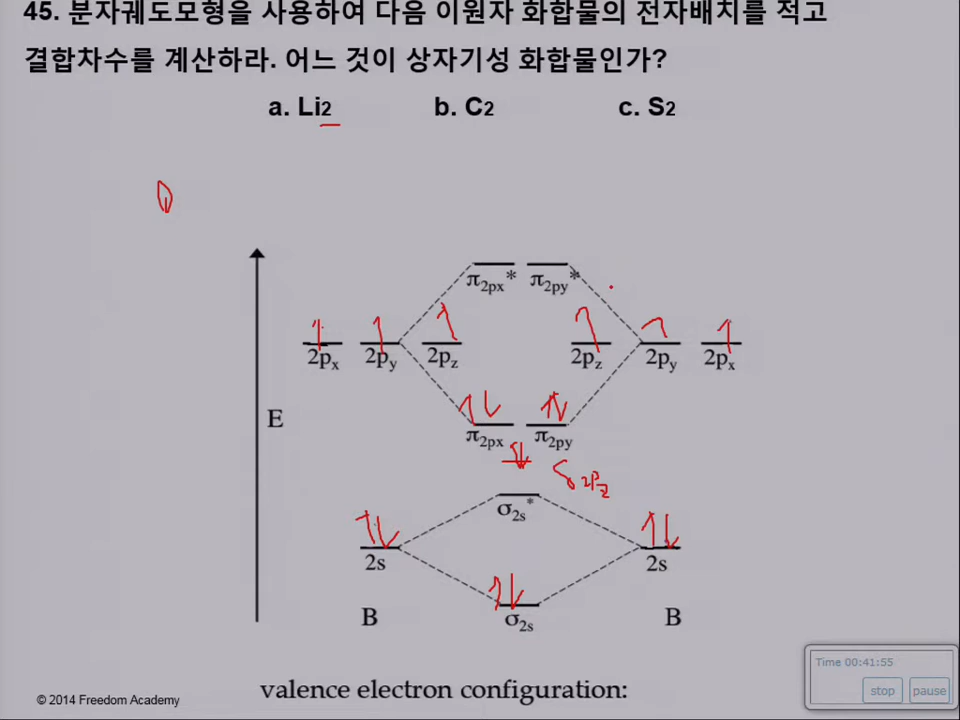 45. 분자궤도모형을 사용하여 다음 이원자 화합물의 전자배치를 적고
결합차수를 계산하라. 어느 것이 상자기성 화합물인가?
a. Li2 b. C2 c. S2
π2px* π2py*
2px 2py 2pz 2pz 2py 2px
E
π2px π2py
σ2pz
σ2s*
2s 2s
B σ2s B
valence electron configuration:
© 2014 Freedom Academy
Time 00:41:55
stop pause